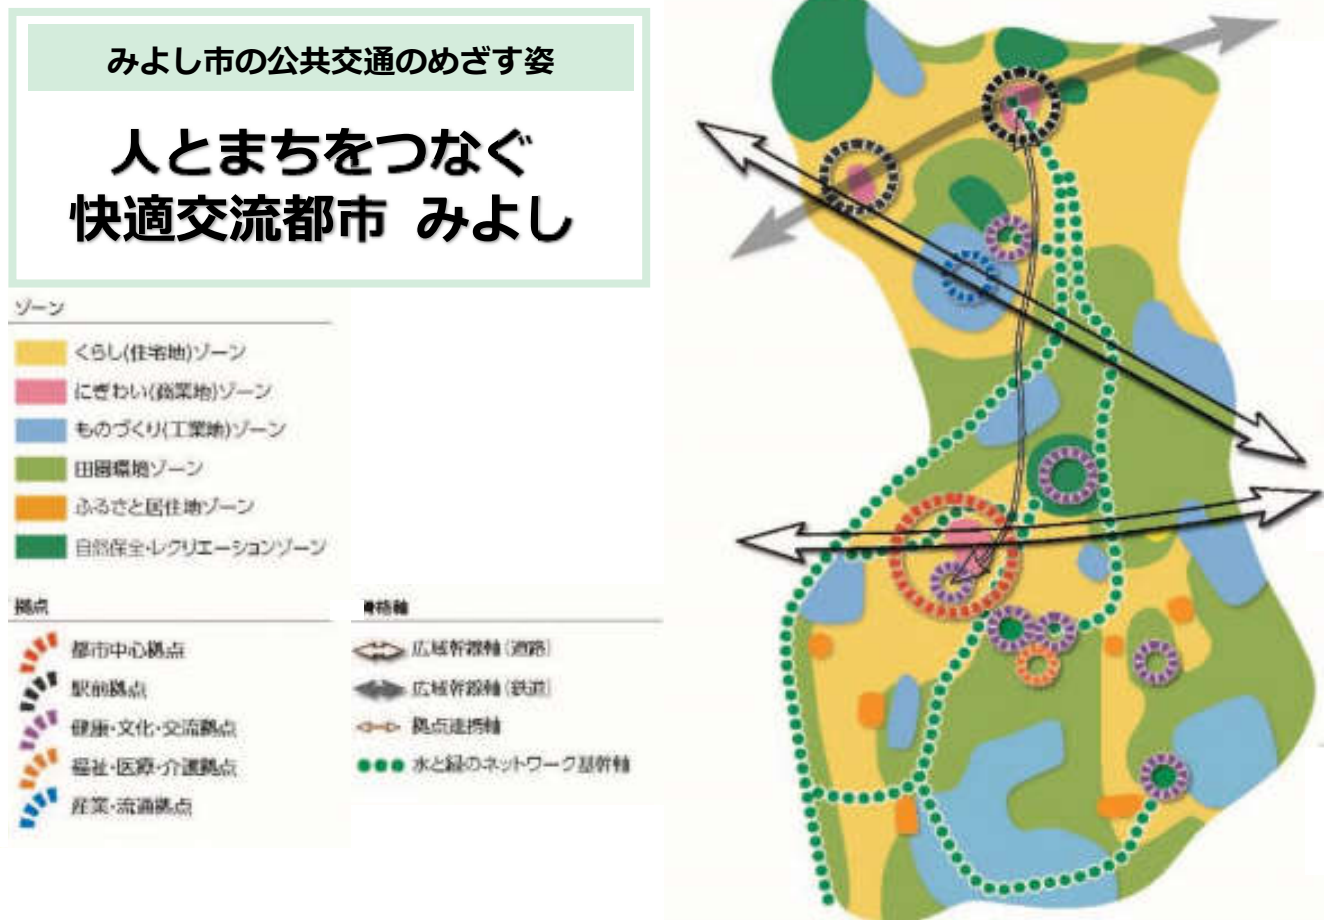 みよし市の公共交通のめざす姿
人とまちをつなぐ
快適交流都市 みよし
ゾーン
くらし(住宅地)ゾーン
にぎわい(商業地)ゾーン
ものづくり(工業地)ゾーン
田園環境ゾーン
ふるさと居住地ゾーン
自然保全・レクリエーションゾーン
拠点
都市中心拠点
駅前拠点
健康・文化・交流拠点
福祉・医療・介護拠点
産業・流通拠点
骨格軸
広域幹線軸(道路)
広域幹線軸(鉄道)
拠点連携軸
水と緑のネットワーク基幹軸